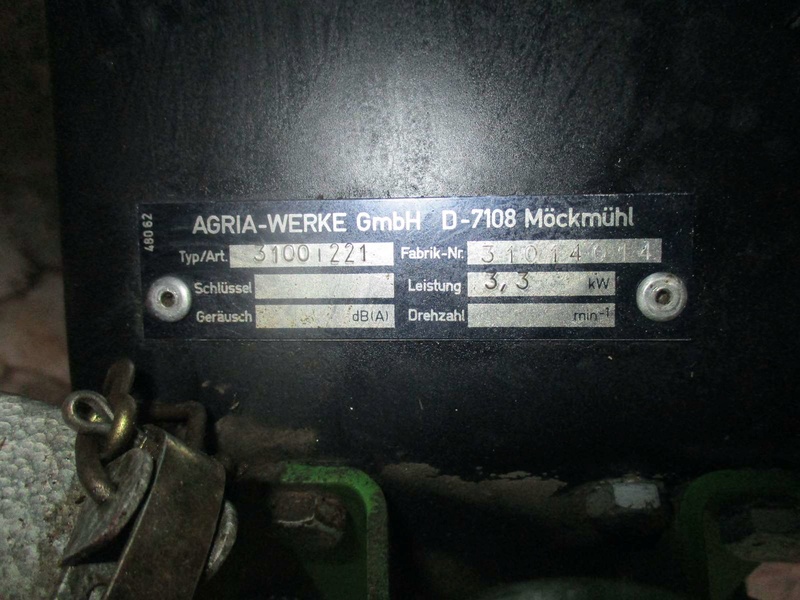 48062
AGRIA-WERKE GmbH D-7108 Möckmühl
Typ/Art. 3100 221 Fabrik-Nr. 31014014
Schlüssel Leistung 3,3 kW
Geräusch dB(A) Drehzahl min⁻¹